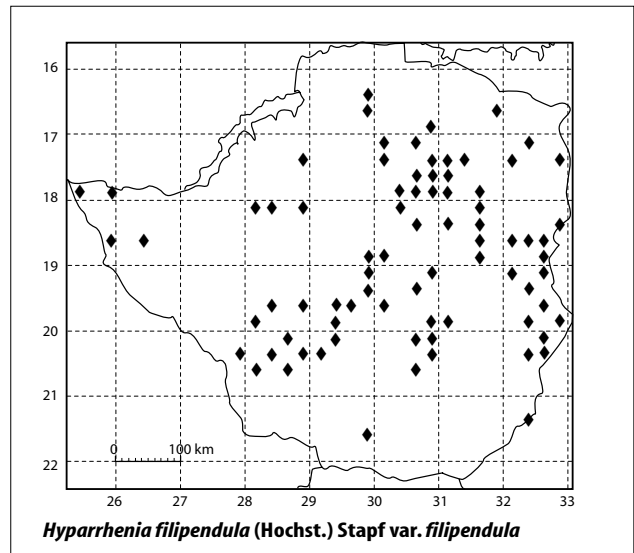 16
17
18
19
20
21
22
0 100 km
26 27 28 29 30 31 32 33
Hyparrhenia filipendula (Hochst.) Stapf var. filipendula